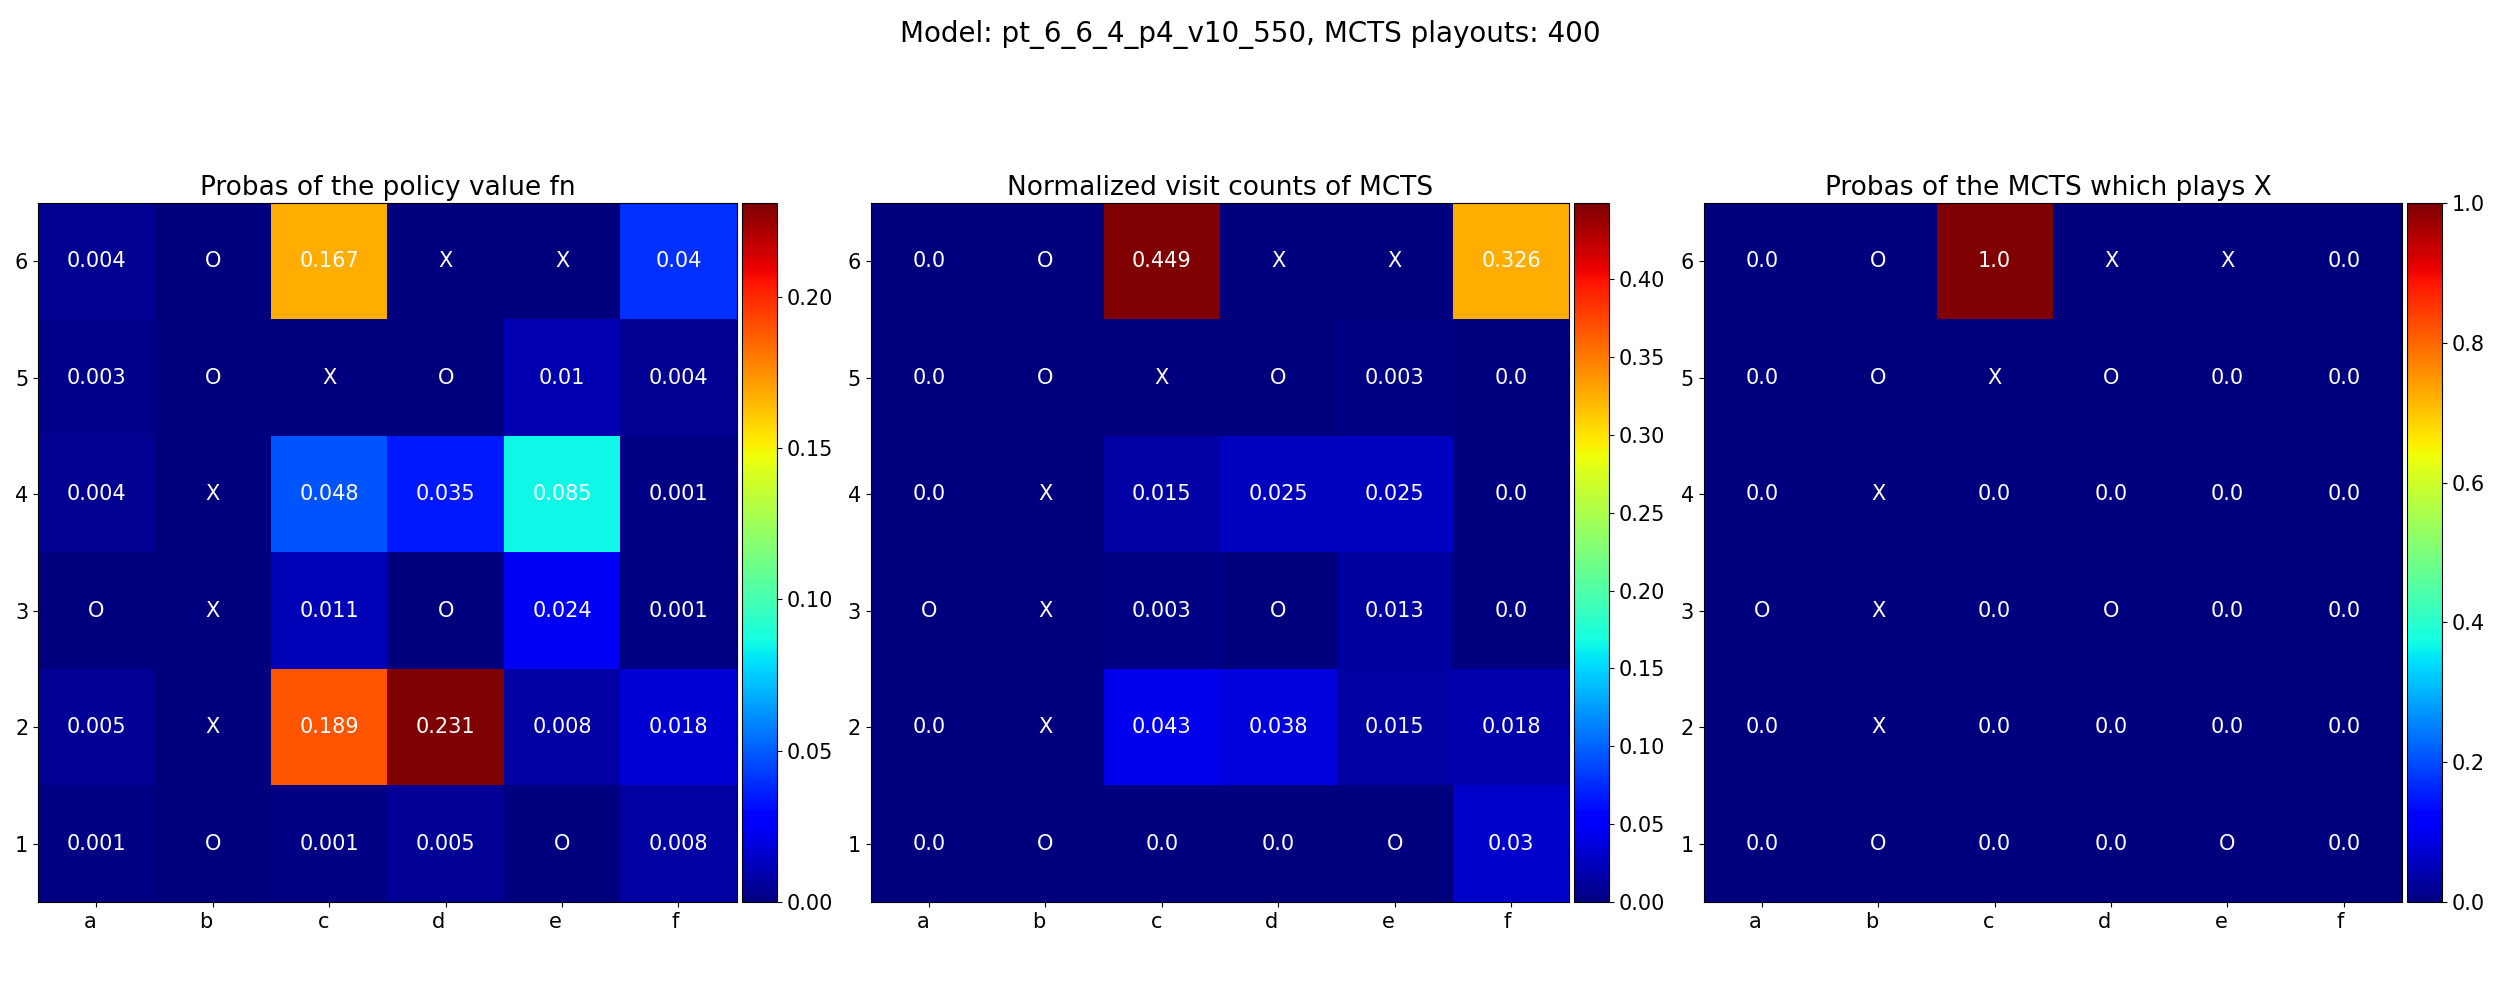 Model: pt_6_6_4_p4_v10_550, MCTS playouts: 400
Probas of the policy value fn
6 0.004 O 0.167 X X 0.04
5 0.003 O X O 0.01 0.004
4 0.004 X 0.048 0.035 0.085 0.001
3 O X 0.011 O 0.024 0.001
2 0.005 X 0.189 0.231 0.008 0.018
1 0.001 O 0.001 0.005 O 0.008
a b c d e f
0.20
0.15
0.10
0.05
0.00
Normalized visit counts of MCTS
6 0.0 O 0.449 X X 0.326
5 0.0 O X O 0.003 0.0
4 0.0 X 0.015 0.025 0.025 0.0
3 O X 0.003 O 0.013 0.0
2 0.0 X 0.043 0.038 0.015 0.018
1 0.0 O 0.0 0.0 O 0.03
a b c d e f
0.40
0.35
0.30
0.25
0.20
0.15
0.10
0.05
0.00
Probas of the MCTS which plays X
6 0.0 O 1.0 X X 0.0
5 0.0 O X O 0.0 0.0
4 0.0 X 0.0 0.0 0.0 0.0
3 O X 0.0 O 0.0 0.0
2 0.0 X 0.0 0.0 0.0 0.0
1 0.0 O 0.0 0.0 O 0.0
a b c d e f
1.0
0.8
0.6
0.4
0.2
0.0